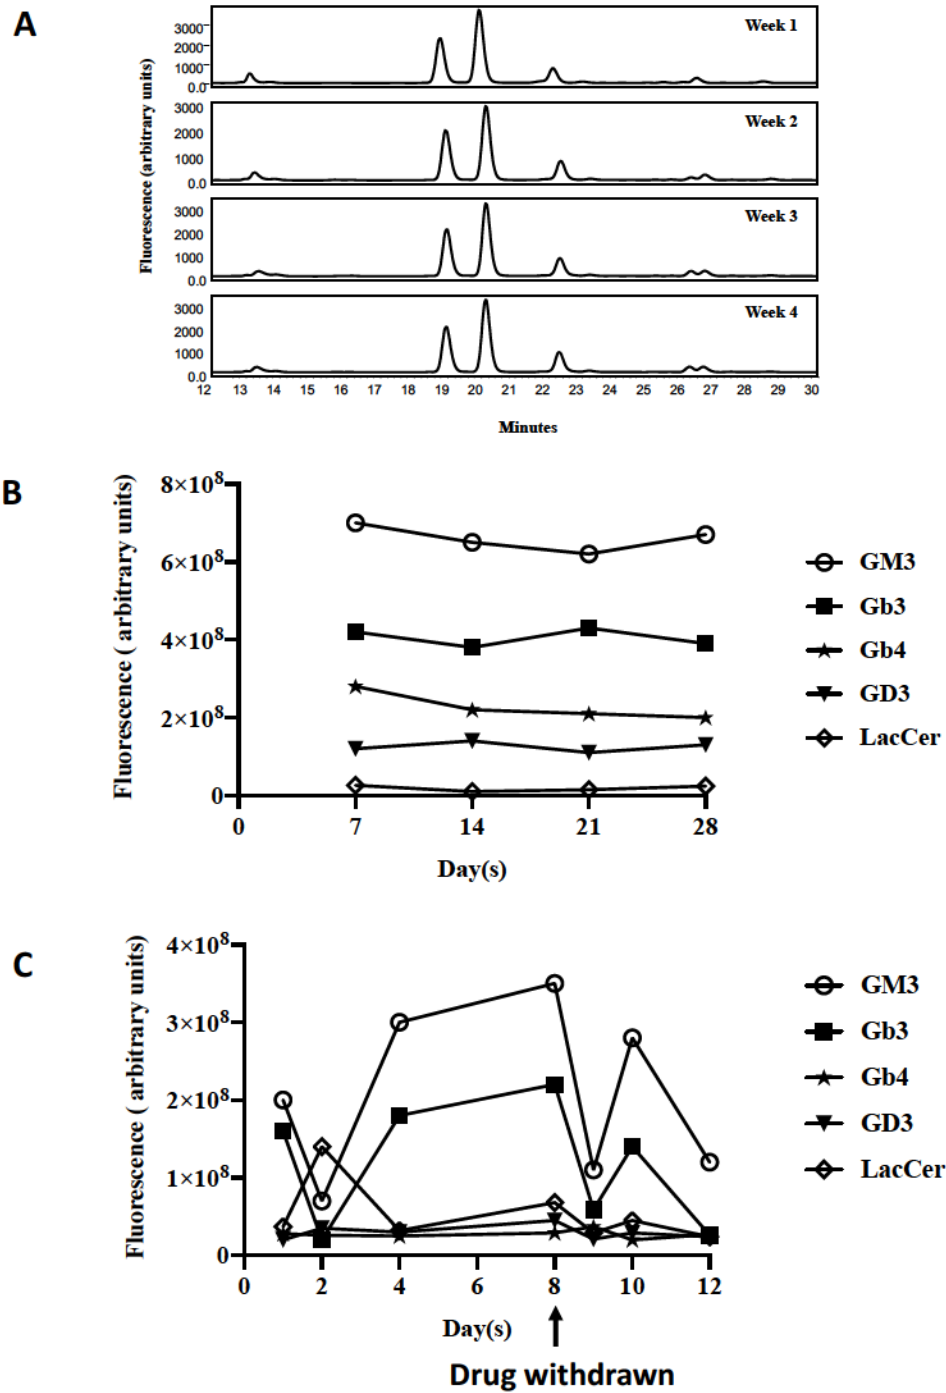 A
Fluorescence (arbitrary units)
3000
2000
1000
0.0
Week 1
3000
2000
1000
0.0
Week 2
3000
2000
1000
0.0
Week 3
3000
2000
1000
0.0
Week 4
12 13 14 15 16 17 18 19 20 21 22 23 24 25 26 27 28 29 30
Minutes
B
Fluorescence ( arbitrary units)
8×10⁸
6×10⁸
4×10⁸
2×10⁸
0
0 7 14 21 28
Day(s)
GM3
Gb3
Gb4
GD3
LacCer
C
Fluorescence ( arbitrary units)
4×10⁸
3×10⁸
2×10⁸
1×10⁸
0
0 2 4 6 8 10 12
Day(s)
Drug withdrawn
GM3
Gb3
Gb4
GD3
LacCer